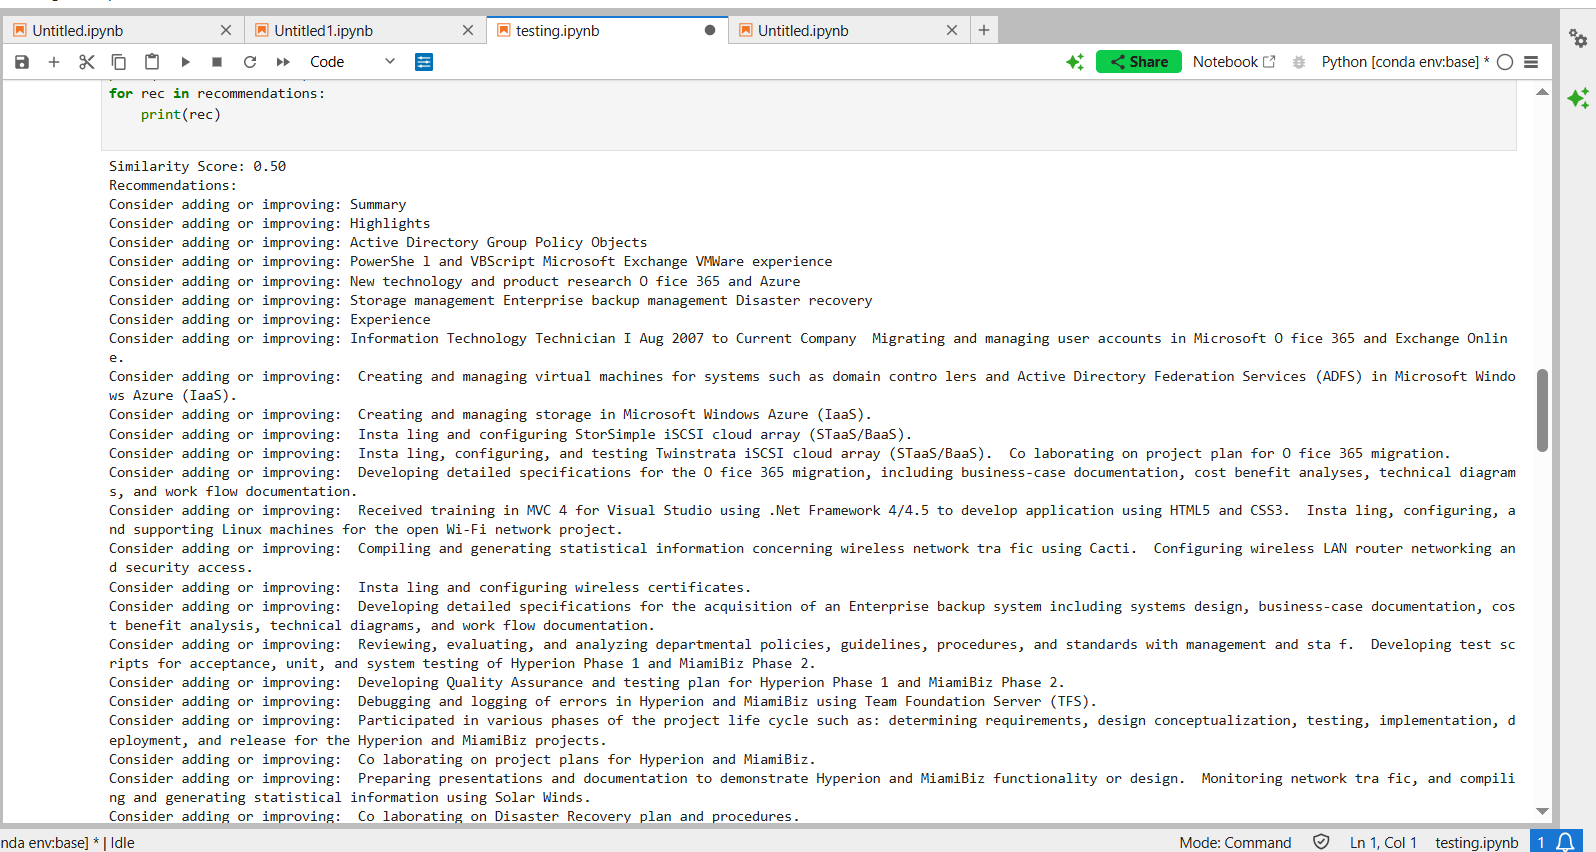 Untitled.ipynb
Untitled1.ipynb
testing.ipynb
Untitled.ipynb
Code
Share
Notebook
Python [conda env:base] *
for rec in recommendations:
print(rec)
Similarity Score: 0.50
Recommendations:
Consider adding or improving: Summary
Consider adding or improving: Highlights
Consider adding or improving: Active Directory Group Policy Objects
Consider adding or improving: PowerShe l and VBScript Microsoft Exchange VMWare experience
Consider adding or improving: New technology and product research O fice 365 and Azure
Consider adding or improving: Storage management Enterprise backup management Disaster recovery
Consider adding or improving: Experience
Consider adding or improving: Information Technology Technician I Aug 2007 to Current Company  Migrating and managing user accounts in Microsoft O fice 365 and Exchange Onlin
e.
Consider adding or improving:  Creating and managing virtual machines for systems such as domain contro lers and Active Directory Federation Services (ADFS) in Microsoft Windo
ws Azure (IaaS).
Consider adding or improving:  Creating and managing storage in Microsoft Windows Azure (IaaS).
Consider adding or improving:  Insta ling and configuring StorSimple iSCSI cloud array (STaaS/BaaS).
Consider adding or improving:  Insta ling, configuring, and testing Twinstrata iSCSI cloud array (STaaS/BaaS).  Co laborating on project plan for O fice 365 migration.
Consider adding or improving:  Developing detailed specifications for the O fice 365 migration, including business-case documentation, cost benefit analyses, technical diagram
s, and work flow documentation.
Consider adding or improving:  Received training in MVC 4 for Visual Studio using .Net Framework 4/4.5 to develop application using HTML5 and CSS3.  Insta ling, configuring, a
nd supporting Linux machines for the open Wi-Fi network project.
Consider adding or improving:  Compiling and generating statistical information concerning wireless network tra fic using Cacti.  Configuring wireless LAN router networking an
d security access.
Consider adding or improving:  Insta ling and configuring wireless certificates.
Consider adding or improving:  Developing detailed specifications for the acquisition of an Enterprise backup system including systems design, business-case documentation, cos
t benefit analysis, technical diagrams, and work flow documentation.
Consider adding or improving:  Reviewing, evaluating, and analyzing departmental policies, guidelines, procedures, and standards with management and sta f.  Developing test sc
ripts for acceptance, unit, and system testing of Hyperion Phase 1 and MiamiBiz Phase 2.
Consider adding or improving:  Developing Quality Assurance and testing plan for Hyperion Phase 1 and MiamiBiz Phase 2.
Consider adding or improving:  Debugging and logging of errors in Hyperion and MiamiBiz using Team Foundation Server (TFS).
Consider adding or improving:  Participated in various phases of the project life cycle such as: determining requirements, design conceptualization, testing, implementation, d
eployment, and release for the Hyperion and MiamiBiz projects.
Consider adding or improving:  Co laborating on project plans for Hyperion and MiamiBiz.
Consider adding or improving:  Preparing presentations and documentation to demonstrate Hyperion and MiamiBiz functionality or design.  Monitoring network tra fic, and compili
ng and generating statistical information using Solar Winds.
Consider adding or improving:  Co laborating on Disaster Recovery plan and procedures.
nda env:base] * | Idle
Mode: Command
Ln 1, Col 1
testing.ipynb
1